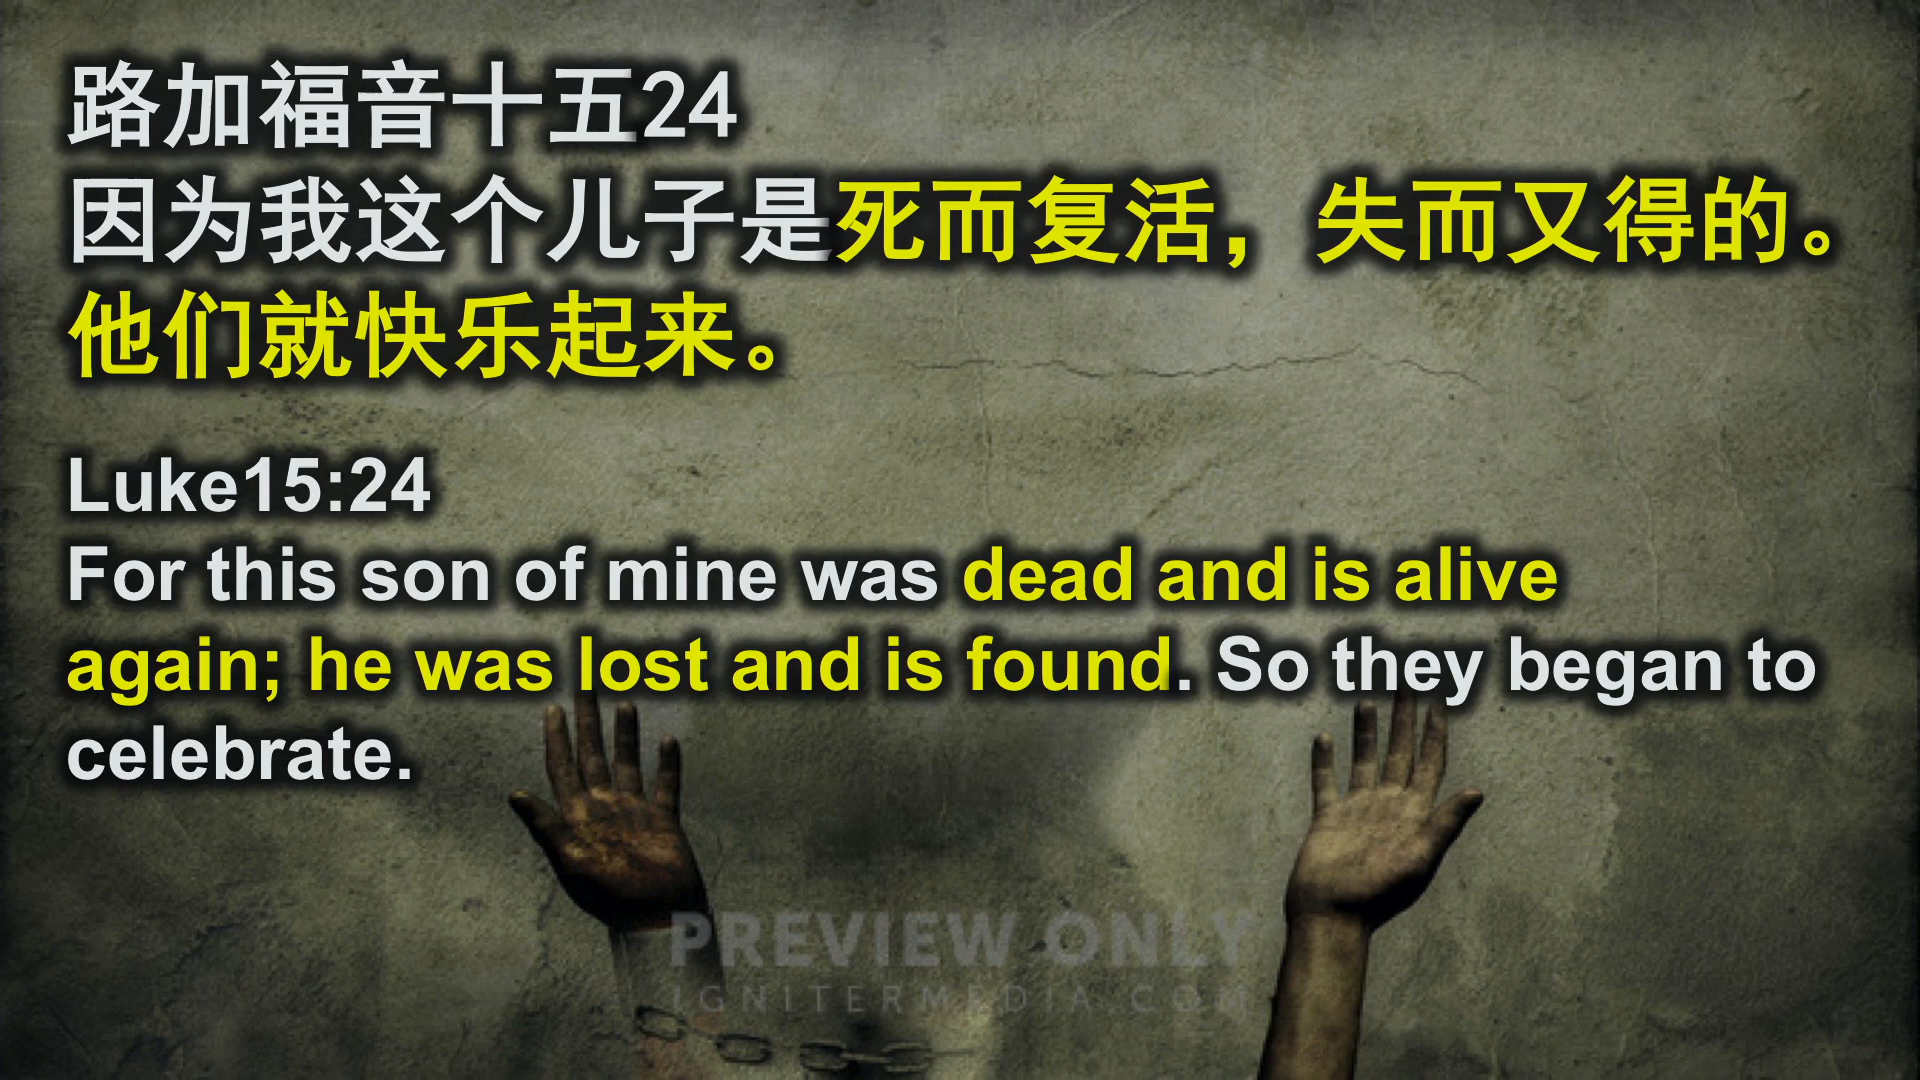 路加福音十五24
因为我这个儿子是死而复活，失而又得的。
他们就快乐起来。
Luke15:24
For this son of mine was dead and is alive
again; he was lost and is found. So they began to
celebrate.
PREVIEW ONLY
IGNITERMEDIA.COM